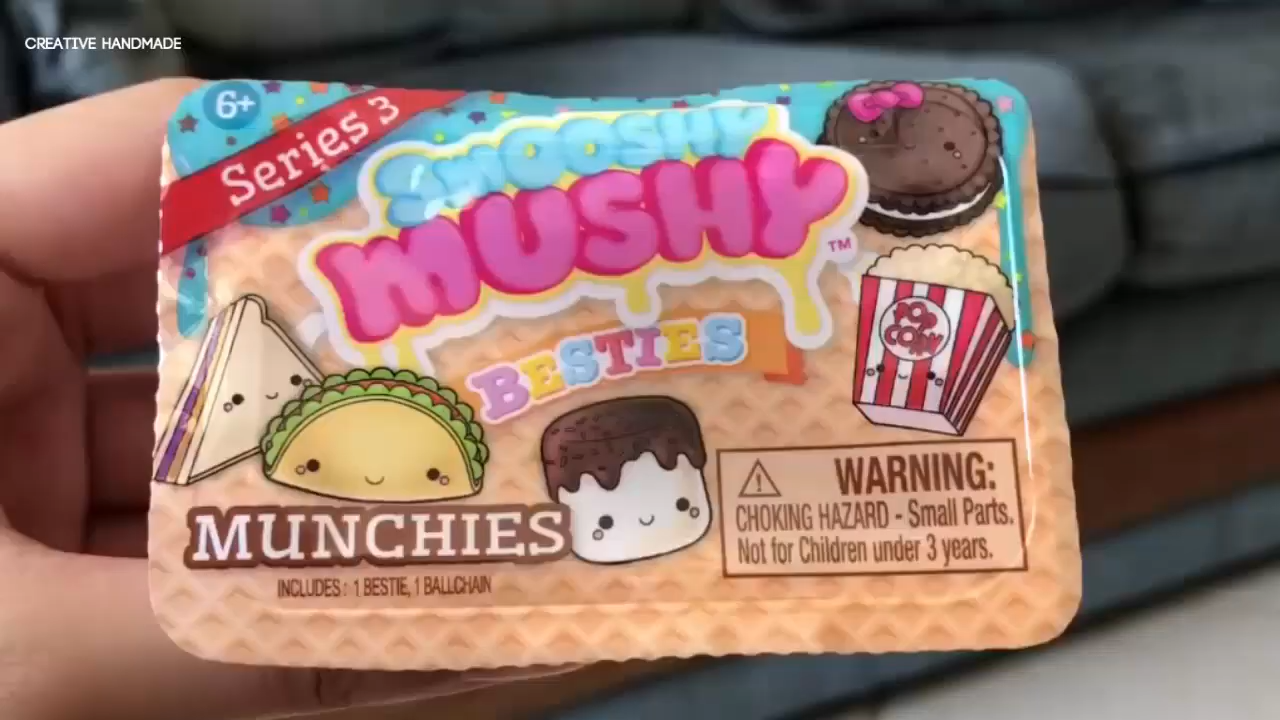 CREATIVE HANDMADE
6+
Series 3
SMOOSHY
MUSHY
TM
BESTIES
POP
CORN
MUNCHIES
INCLUDES : 1 BESTIE, 1 BALLCHAIN
WARNING:
CHOKING HAZARD - Small Parts.
Not for Children under 3 years.